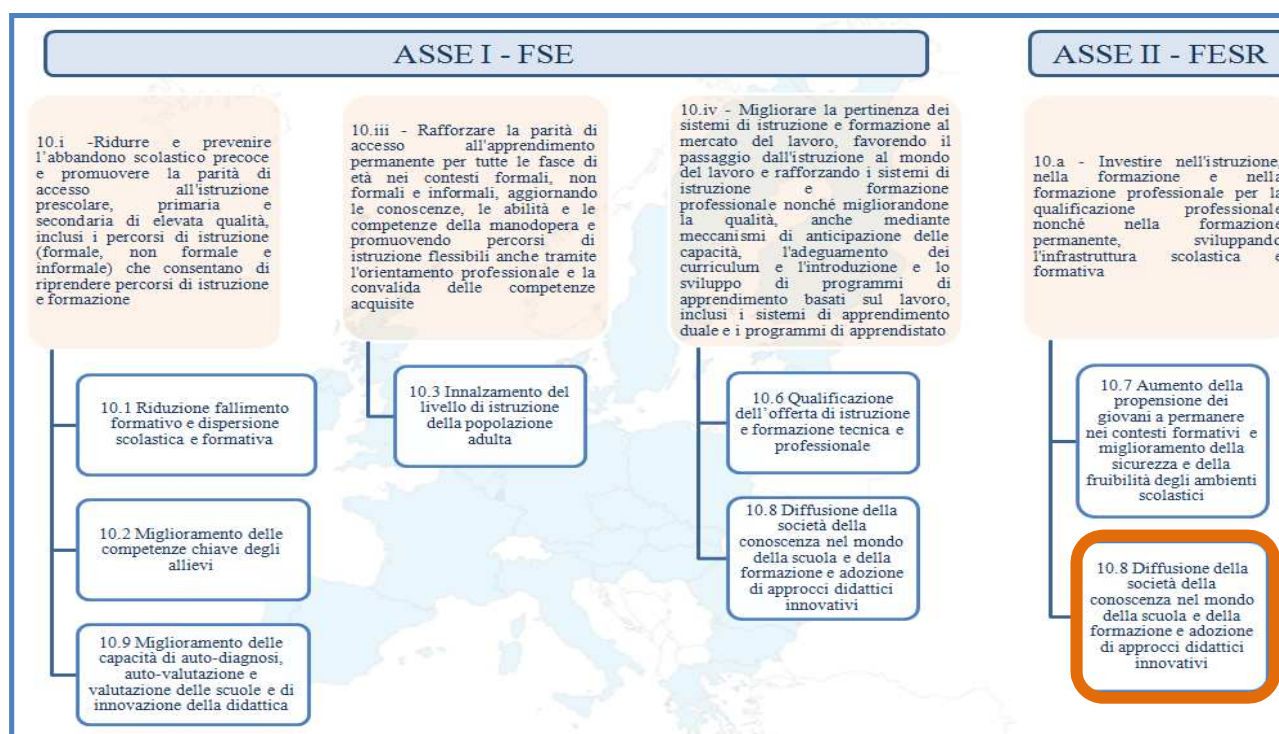 ASSE I - FSE
10.i -Ridurre e prevenire
l'abbandono scolastico precoce
e promuovere la parità di
accesso all'istruzione
prescolare, primaria e
secondaria di elevata qualità,
inclusi i percorsi di istruzione
(formale, non formale e
informale) che consentano di
riprendere percorsi di istruzione
e formazione
10.1 Riduzione fallimento
formativo e dispersione
scolastica e formativa
10.2 Miglioramento delle
competenze chiave degli
allievi
10.9 Miglioramento delle
capacità di auto-diagnosi,
auto-valutazione e
valutazione delle scuole e di
innovazione della didattica
10.iii - Rafforzare la parità di
accesso all'apprendimento
permanente per tutte le fasce di
età nei contesti formali, non
formali e informali, aggiornando
le conoscenze, le abilità e le
competenze della manodopera e
promuovendo percorsi di
istruzione flessibili anche tramite
l'orientamento professionale e la
convalida delle competenze
acquisite
10.3 Innalzamento del
livello di istruzione
della popolazione
adulta
10.iv - Migliorare la pertinenza dei
sistemi di istruzione e formazione al
mercato del lavoro, favorendo il
passaggio dall'istruzione al mondo
del lavoro e rafforzando i sistemi di
istruzione e formazione
professionale nonché migliorandone
la qualità, anche mediante
meccanismi di anticipazione delle
capacità, l'adeguamento dei
curriculum e l'introduzione e lo
sviluppo di programmi di
apprendimento basati sul lavoro,
inclusi i sistemi di apprendimento
duale e i programmi di apprendistato
10.6 Qualificazione
dell'offerta di istruzione
e formazione tecnica e
professionale
10.8 Diffusione della
società della
conoscenza nel mondo
della scuola e della
formazione e adozione
di approcci didattici
innovativi
ASSE II - FESR
10.a - Investire nell'istruzione,
nella formazione e nella
formazione professionale per la
qualificazione professionale
nonché nella formazione
permanente, sviluppando
l'infrastruttura scolastica e
formativa
10.7 Aumento della
propensione dei
giovani a permanere
nei contesti formativi e
miglioramento della
sicurezza e della
fruibilità degli ambienti
scolastici
10.8 Diffusione della
società della
conoscenza nel mondo
della scuola e della
formazione e adozione
di approcci didattici
innovativi